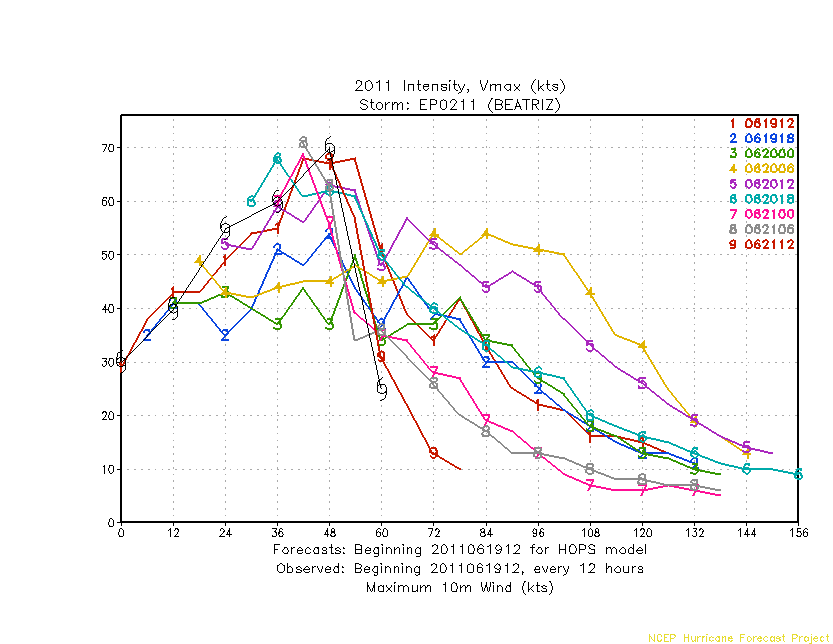 2011 Intensity, Vmax (kts)
Storm: EP0211 (BEATRIZ)
1 061912
2 061918
3 062000
4 062006
5 062012
6 062018
7 062100
8 062106
9 062112
70
60
50
40
30
20
10
0
0 12 24 36 48 60 72 84 96 108 120 132 144 156
Forecasts: Beginning 2011061912 for HOPS model
Observed: Beginning 2011061912, every 12 hours
Maximum 10m Wind (kts)
NCEP Hurricane Forecast Project